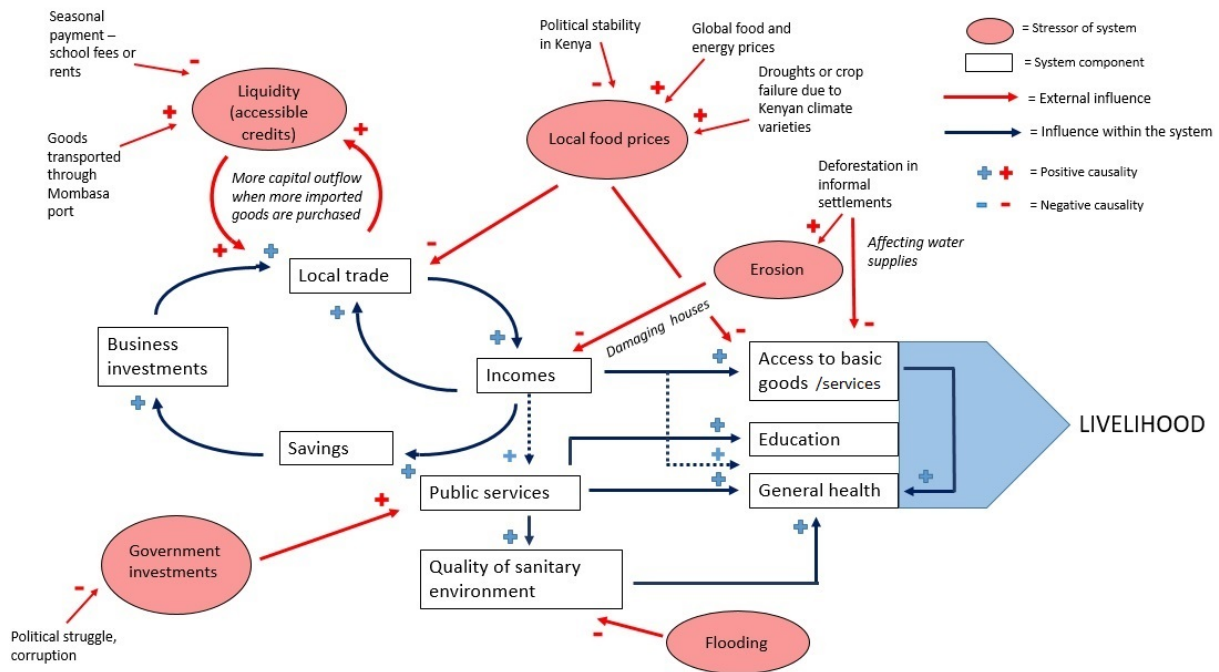 Seasonal
payment –
school fees or
rents
Goods
transported
through
Mombasa
port
Liquidity
(accessible
credits)
More capital outflow
when more imported
goods are purchased
Political stability
in Kenya
Global food and
energy prices
Droughts or crop
failure due to
Kenyan climate
varieties
Local food prices
= Stressor of system
= System component
= External influence
= Influence within the system
= Positive causality
= Negative causality
Deforestation in
informal
settlements
Affecting water
supplies
Erosion
Damaging houses
Local trade
Business
investments
Incomes
Savings
Public services
Quality of sanitary
environment
Access to basic
goods /services
Education
General health
LIVELIHOOD
Government
investments
Political struggle,
corruption
Flooding